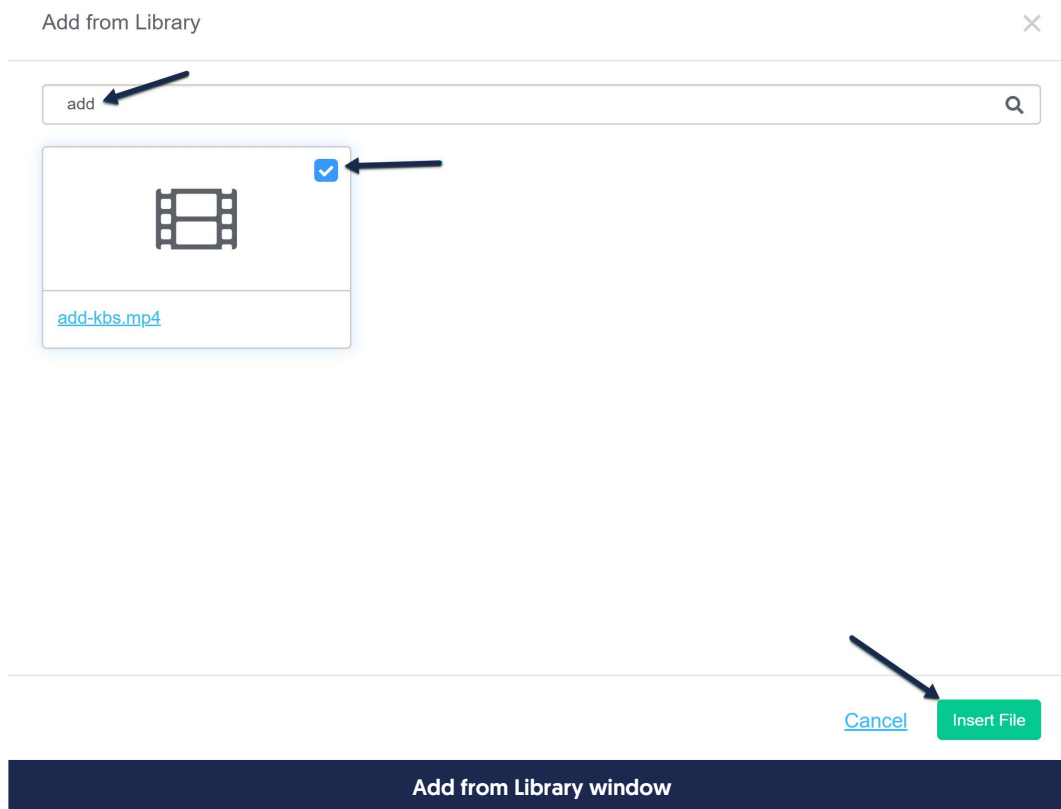 Add from Library
add
add-kbs.mp4
Cancel Insert File
Add from Library window